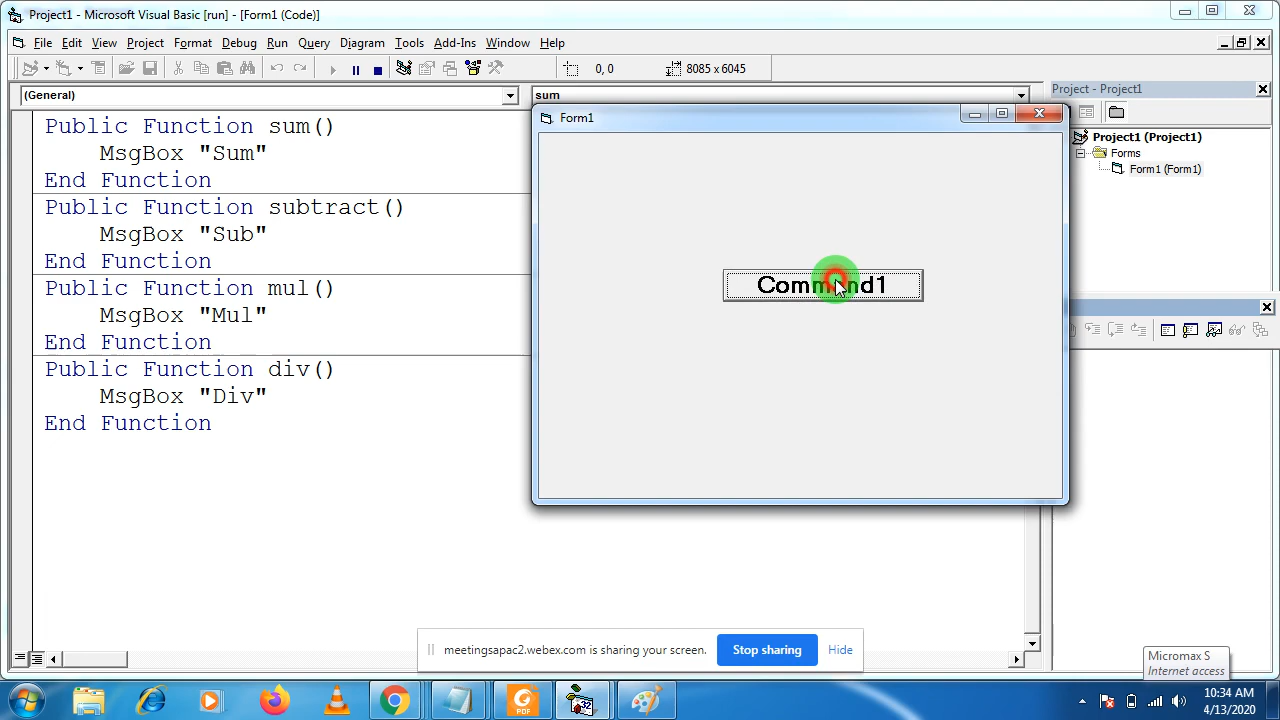 Project1 - Microsoft Visual Basic [run] - [Form1 (Code)]
File Edit View Project Format Debug Run Query Diagram Tools Add-Ins Window Help
0, 0 8085 x 6045
(General) sum
Project - Project1
Public Function sum()
MsgBox "Sum"
End Function
Public Function subtract()
MsgBox "Sub"
End Function
Public Function mul()
MsgBox "Mul"
End Function
Public Function div()
MsgBox "Div"
End Function
Form1
Command1
Project1 (Project1)
Forms
Form1 (Form1)
meetingsapac2.webex.com is sharing your screen. Stop sharing Hide
Micromax S
Internet access
PDF
32
10:34 AM
4/13/2020